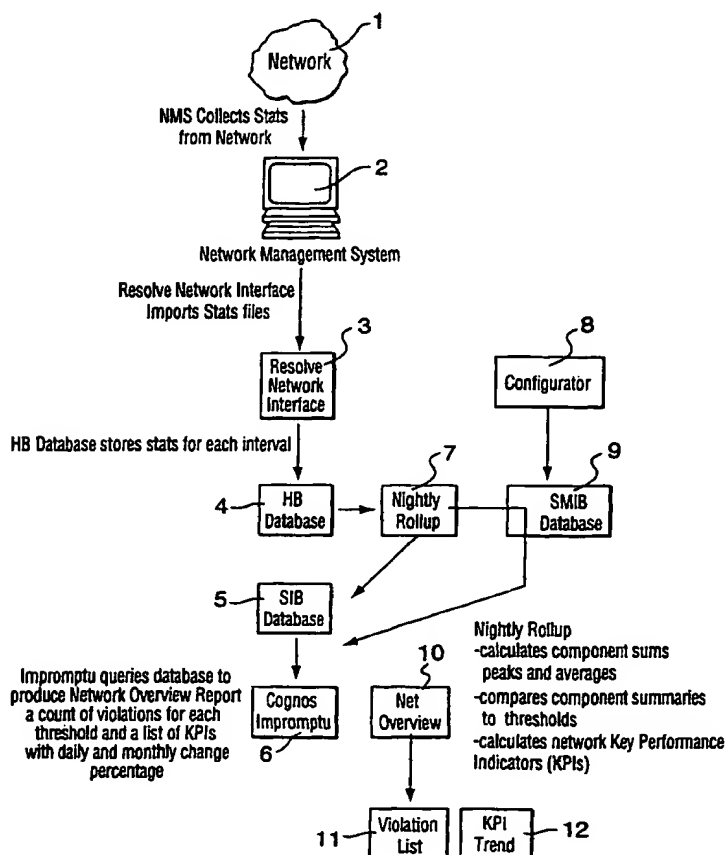 1
Network
NMS Collects Stats
from Network
2
Network Management System
Resolve Network Interface
Imports Stats files
3
Resolve
Network
Interface
8
Configurator
HB Database stores stats for each interval
7
9
4
HB
Database
Nightly
Rollup
SMIB
Database
5
SIB
Database
Nightly Rollup
-calculates component sums
peaks and averages
-compares component summaries
to thresholds
-calculates network Key Performance
Indicators (KPIs)
10
Impromptu queries database to
produce Network Overview Report
a count of violations for each
threshold and a list of KPIs
with daily and monthly change
percentage
Cognos
Impromptu
6
Net
Overview
11
Violation
List
KPI
Trend
12